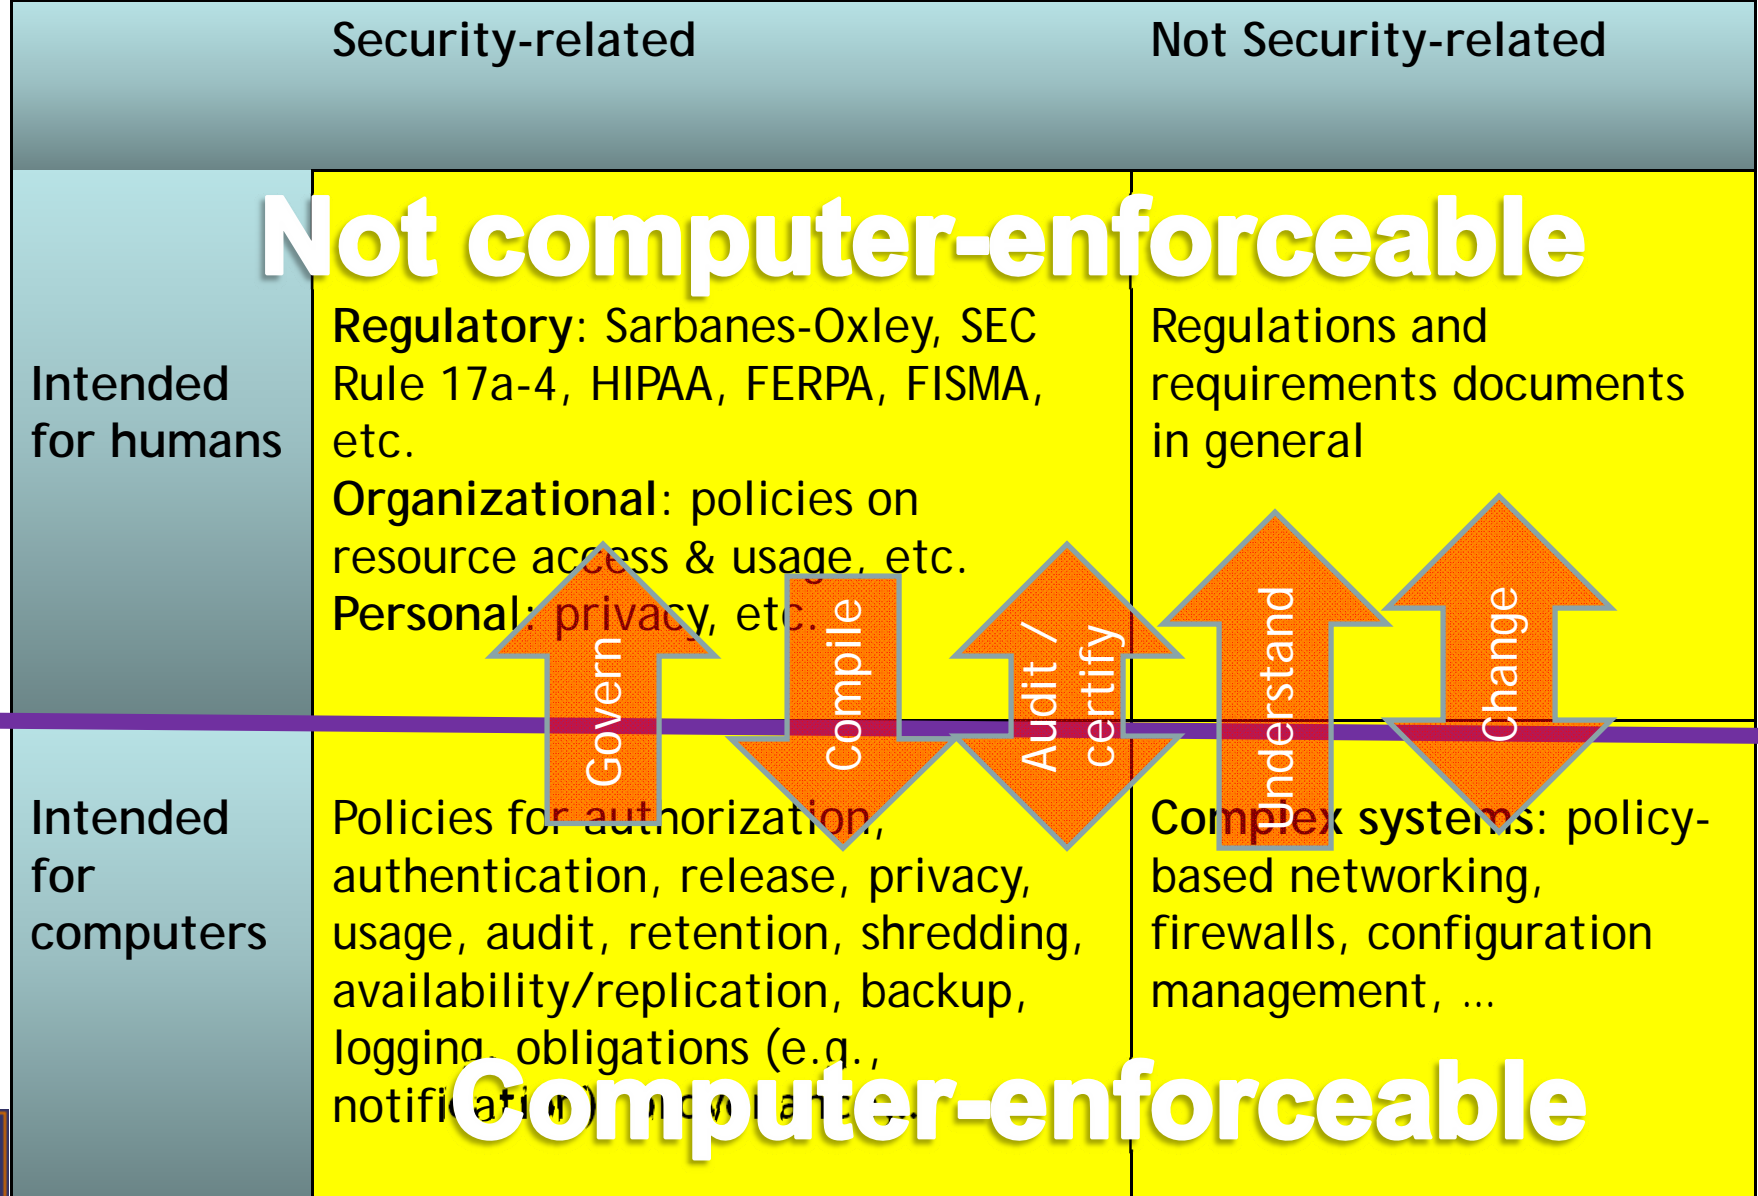 Security-related
Not Security-related
Not computer-enforceable
Intended
for humans
Regulatory: Sarbanes-Oxley, SEC
Rule 17a-4, HIPAA, FERPA, FISMA,
etc.
Organizational: policies on
resource access & usage, etc.
Personal: privacy, etc.
Regulations and
requirements documents
in general
Govern
Compile
Audit /
certify
Understand
Change
Intended
for
computers
Policies for authorization,
authentication, release, privacy,
usage, audit, retention, shredding,
availability/replication, backup,
logging, obligations (e.g.,
notification)
Complex systems: policy-
based networking,
firewalls, configuration
management, ...
Computer-enforceable